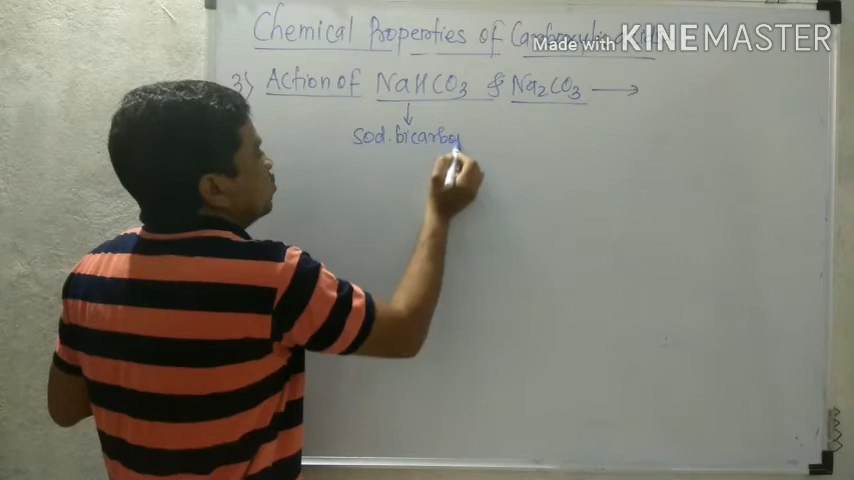 Chemical Properties of
Made with KINEMASTER
3) Action of NaHCO3 & Na2CO3 →
↓
Sod. bicarbo